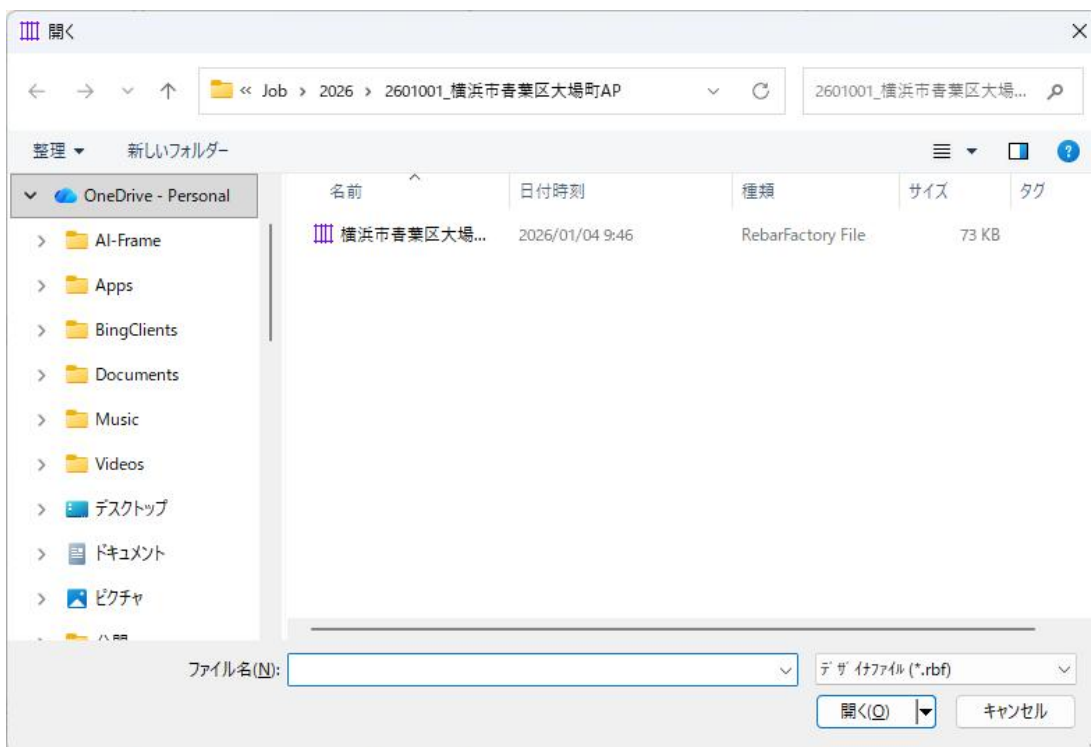 開く
« Job › 2026 › 2601001_横浜市青葉区大場町AP
2601001_横浜市青葉区大場...
整理
新しいフォルダー
OneDrive - Personal
AI-Frame
Apps
BingClients
Documents
Music
Videos
デスクトップ
ドキュメント
ピクチャ
名前 日付時刻 種類 サイズ タグ
横浜市青葉区大場... 2026/01/04 9:46 RebarFactory File 73 KB
ファイル名(N):
デザイナファイル (*.rbf)
開く(O)
キャンセル